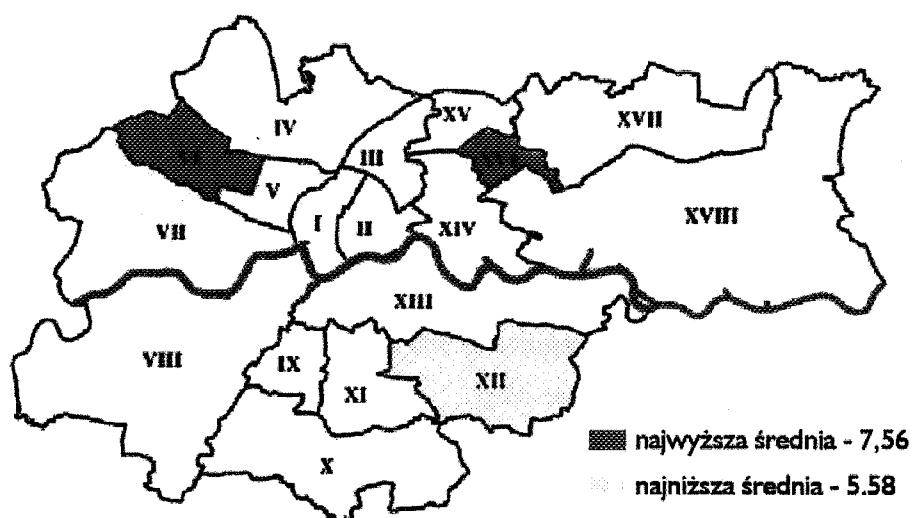 IV
XV
XVII
III
V
I
II
XIV
XVIII
VII
XIII
VIII
IX
XI
XII
X
najwyższa średnia - 7,56
najniższa średnia - 5.58